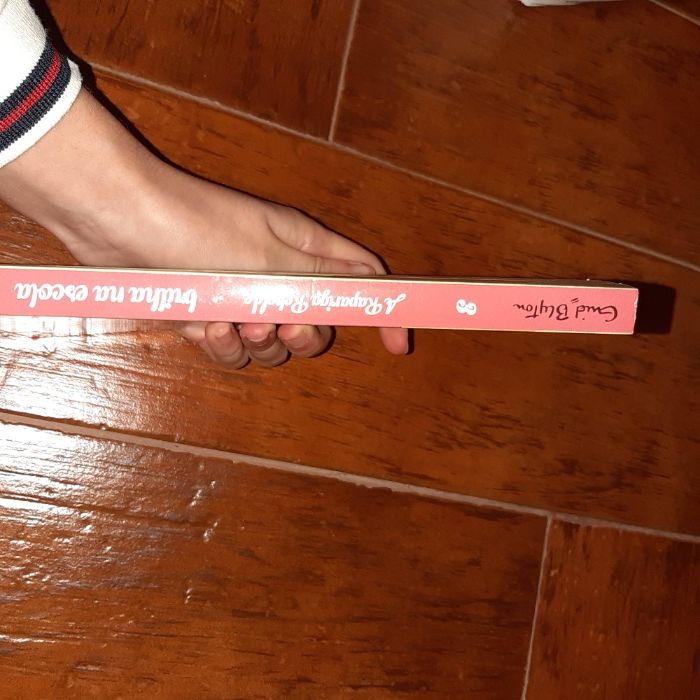 Enid Blyton
3
A Rapariga Rebelde
brilha na escola